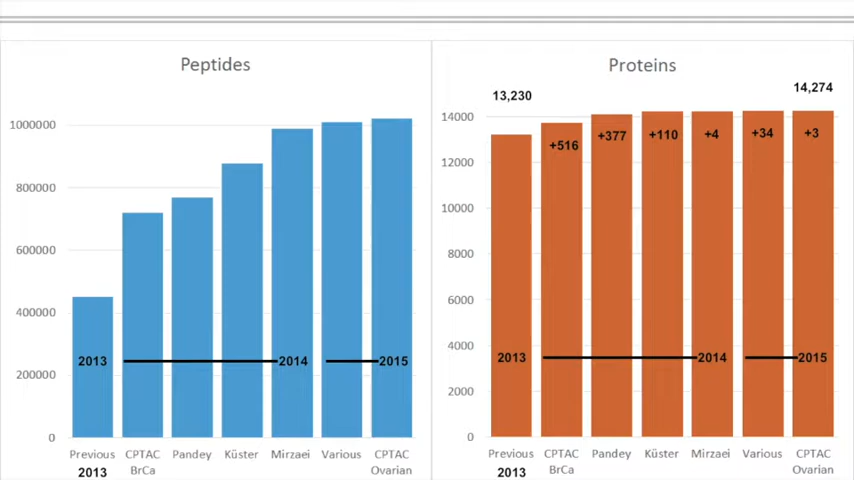 Peptides
1000000
800000
600000
400000
200000
0
2013
2014
2015
Previous
CPTAC
BrCa
Pandey
Küster
Mirzaei
Various
CPTAC
Ovarian
2013
Proteins
13,230
14,274
14000
12000
10000
8000
6000
4000
2000
0
+516
+377
+110
+4
+34
+3
2013
2014
2015
Previous
CPTAC
BrCa
Pandey
Küster
Mirzaei
Various
CPTAC
Ovarian
2013